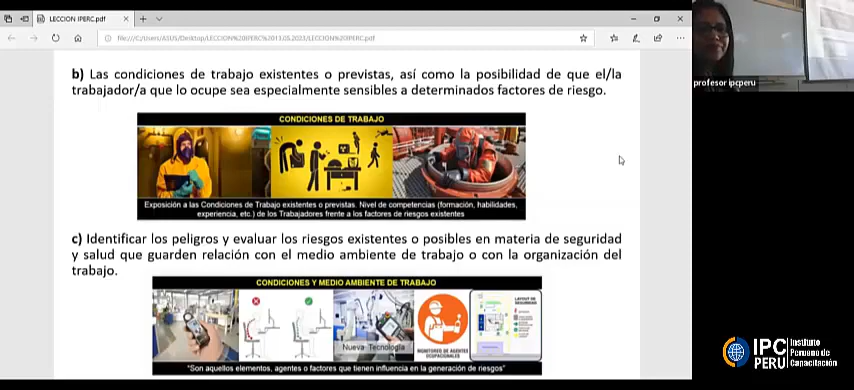 LECCION IPERC.pdf
file:///C:/Users/ASUS/Desktop/LECCION%20IPERC%2013.05.2023/LECCION%20IPERC.pdf
profesor ipcperu
b) Las condiciones de trabajo existentes o previstas, así como la posibilidad de que el/la
trabajador/a que lo ocupe sea especialmente sensibles a determinados factores de riesgo.
CONDICIONES DE TRABAJO
Exposición a las Condiciones de Trabajo existentes o previstas. Nivel de competencias (formación, habilidades,
experiencia, etc.) de los Trabajadores frente a los factores de riesgos existentes
c) Identificar los peligros y evaluar los riesgos existentes o posibles en materia de seguridad
y salud que guarden relación con el medio ambiente de trabajo o con la organización del
trabajo.
CONDICIONES Y MEDIO AMBIENTE DE TRABAJO
Nueva Tecnología
MONITOREO DE AGENTES
OCUPACIONALES
LAYOUT DE
SEGURIDAD
"Son aquellos elementos, agentes o factores que tienen influencia en la generación de riesgos"
IPC
PERU
Instituto
Peruano de
Capacitación